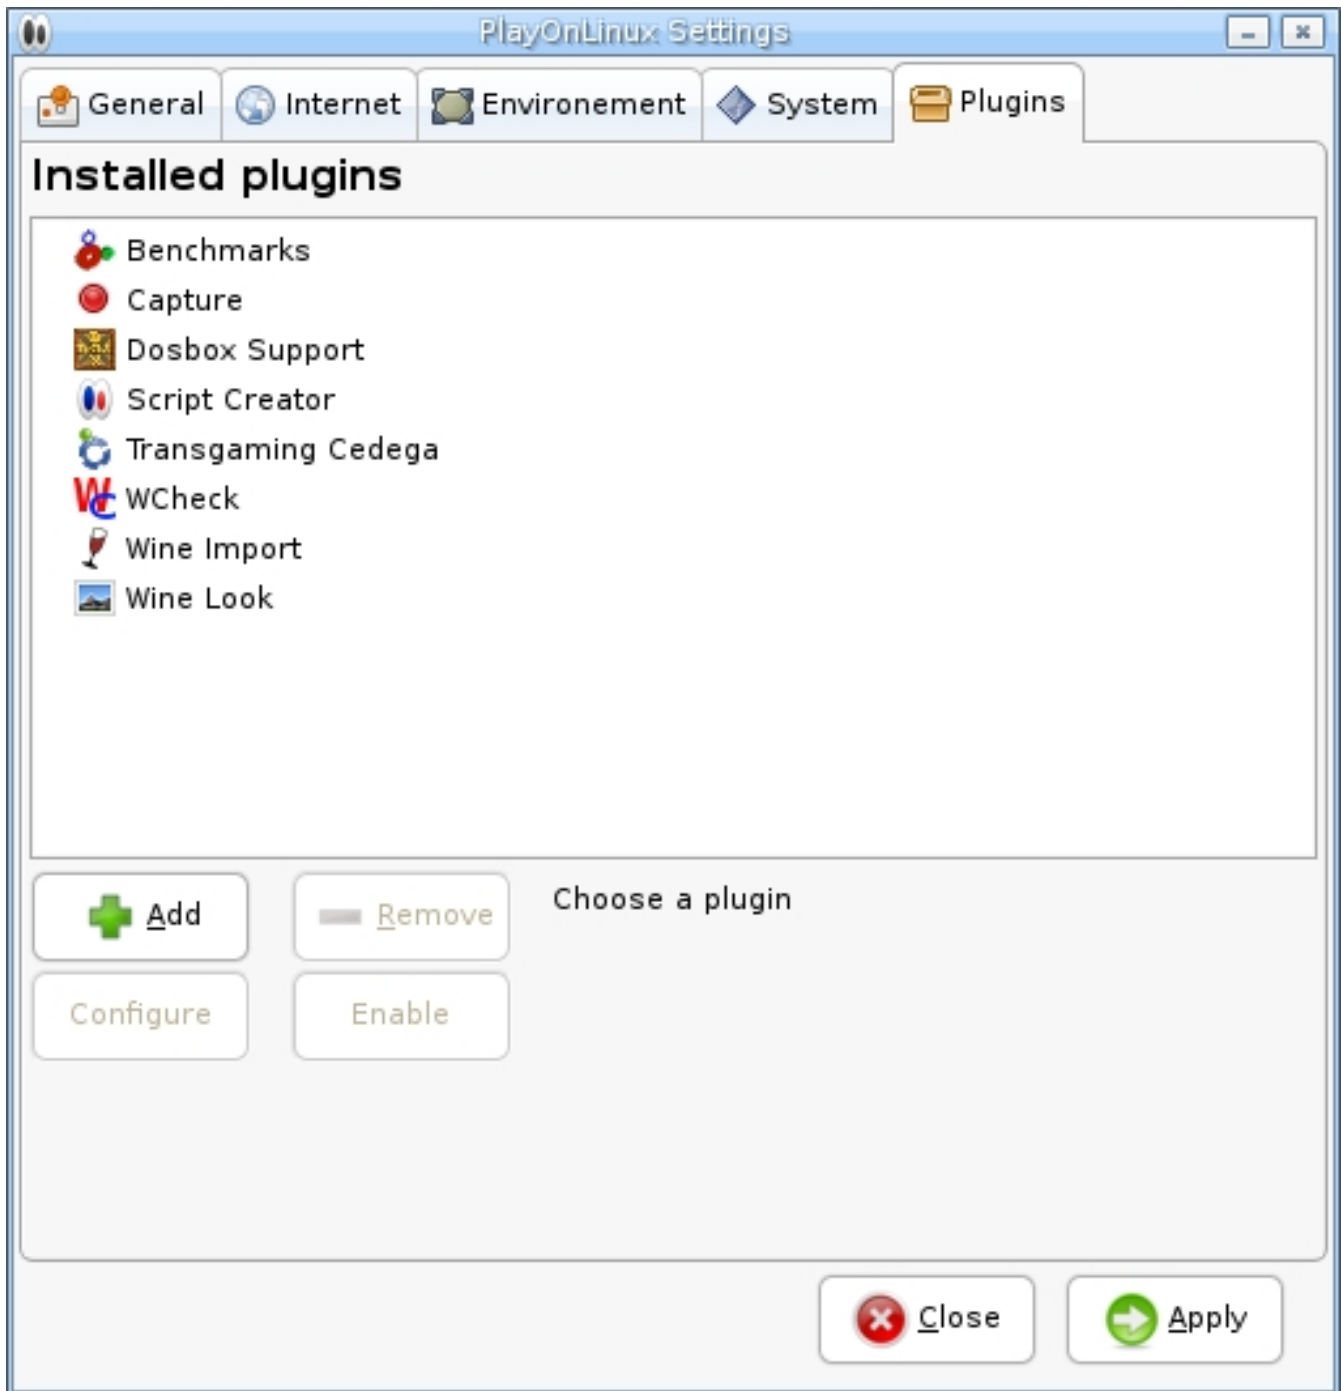 PlayOnLinux Settings
General Internet Environement System Plugins
Installed plugins
Benchmarks
Capture
Dosbox Support
Script Creator
Transgaming Cedega
WCheck
Wine Import
Wine Look
Add Remove Choose a plugin
Configure Enable
Close Apply